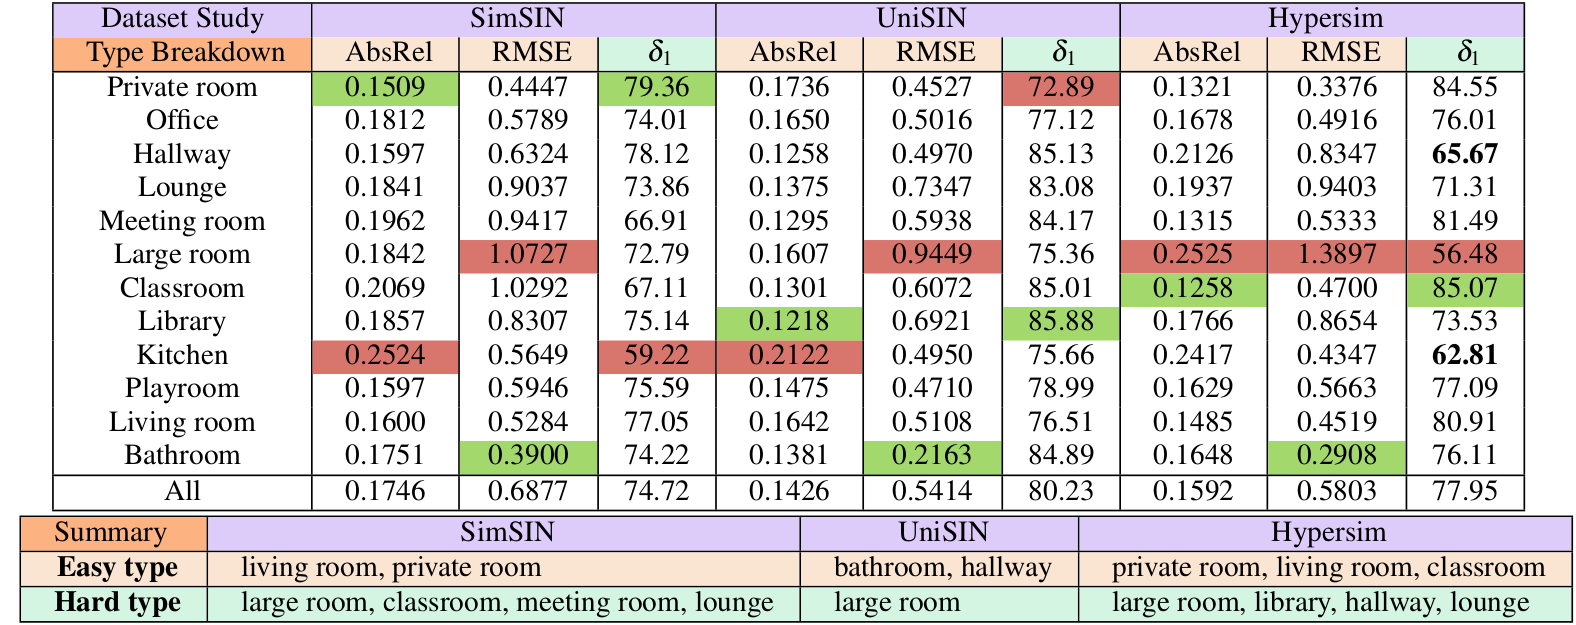 Dataset Study SimSIN UniSIN Hypersim
Type Breakdown AbsRel RMSE δ₁ AbsRel RMSE δ₁ AbsRel RMSE δ₁
Private room 0.1509 0.4447 79.36 0.1736 0.4527 72.89 0.1321 0.3376 84.55
Office 0.1812 0.5789 74.01 0.1650 0.5016 77.12 0.1678 0.4916 76.01
Hallway 0.1597 0.6324 78.12 0.1258 0.4970 85.13 0.2126 0.8347 65.67
Lounge 0.1841 0.9037 73.86 0.1375 0.7347 83.08 0.1937 0.9403 71.31
Meeting room 0.1962 0.9417 66.91 0.1295 0.5938 84.17 0.1315 0.5333 81.49
Large room 0.1842 1.0727 72.79 0.1607 0.9449 75.36 0.2525 1.3897 56.48
Classroom 0.2069 1.0292 67.11 0.1301 0.6072 85.01 0.1258 0.4700 85.07
Library 0.1857 0.8307 75.14 0.1218 0.6921 85.88 0.1766 0.8654 73.53
Kitchen 0.2524 0.5649 59.22 0.2122 0.4950 75.66 0.2417 0.4347 62.81
Playroom 0.1597 0.5946 75.59 0.1475 0.4710 78.99 0.1629 0.5663 77.09
Living room 0.1600 0.5284 77.05 0.1642 0.5108 76.51 0.1485 0.4519 80.91
Bathroom 0.1751 0.3900 74.22 0.1381 0.2163 84.89 0.1648 0.2908 76.11
All 0.1746 0.6877 74.72 0.1426 0.5414 80.23 0.1592 0.5803 77.95
Summary SimSIN UniSIN Hypersim
Easy type living room, private room bathroom, hallway private room, living room, classroom
Hard type large room, classroom, meeting room, lounge large room large room, library, hallway, lounge